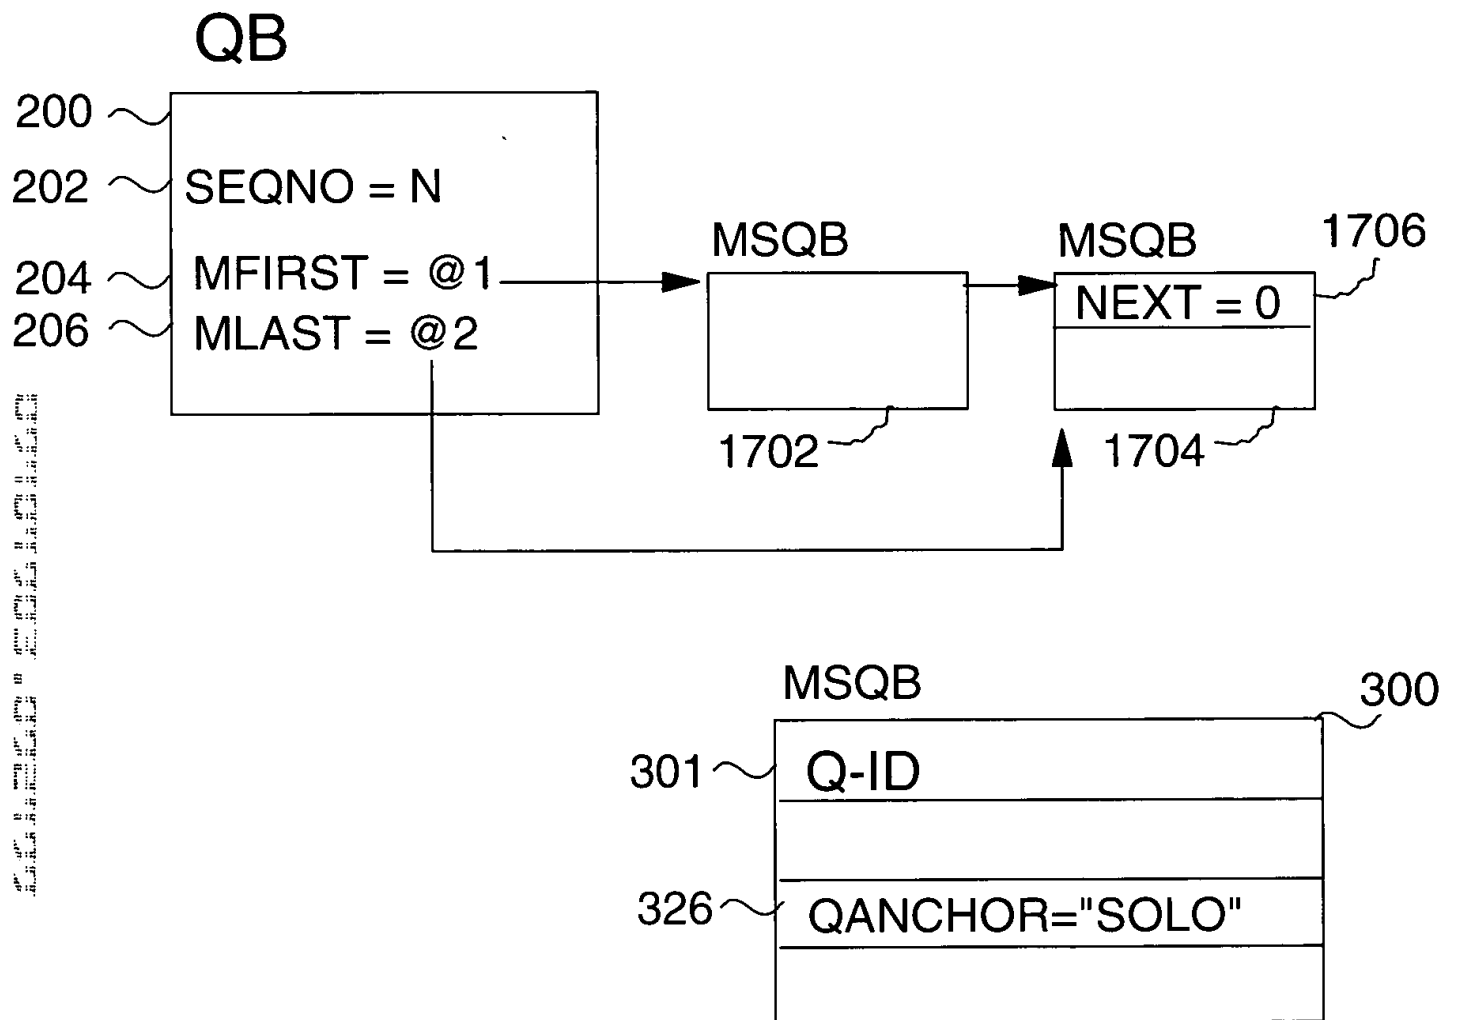 QB
200
202 SEQNO = N
204 MFIRST = @1
206 MLAST = @2
MSQB
1702
MSQB
1706
NEXT = 0
1704
MSQB
300
301 Q-ID
326 QANCHOR="SOLO"